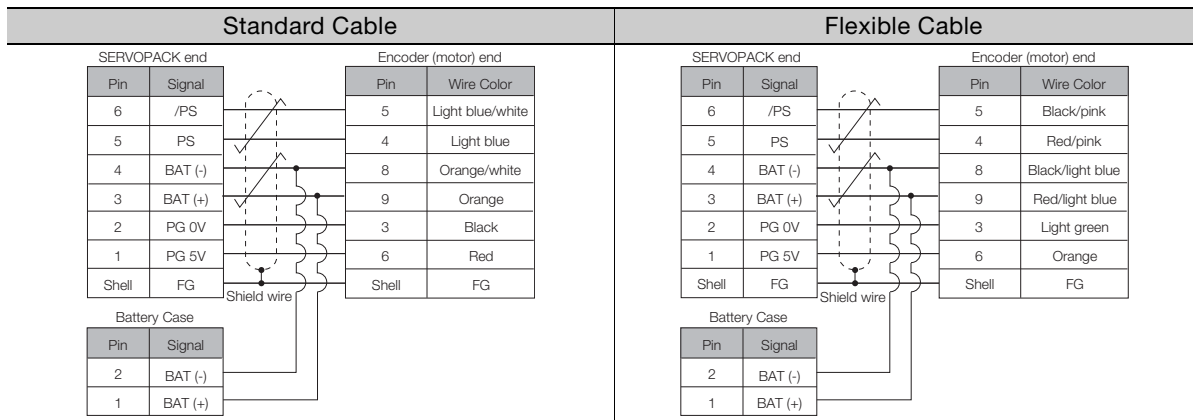 Standard Cable
SERVOPACK end
Encoder (motor) end
Pin Signal
Pin Wire Color
6 /PS
5 Light blue/white
5 PS
4 Light blue
4 BAT (-)
8 Orange/white
3 BAT (+)
9 Orange
2 PG 0V
3 Black
1 PG 5V
6 Red
Shell FG
Shield wire
Shell FG
Battery Case
Pin Signal
2 BAT (-)
1 BAT (+)
Flexible Cable
SERVOPACK end
Encoder (motor) end
Pin Signal
Pin Wire Color
6 /PS
5 Black/pink
5 PS
4 Red/pink
4 BAT (-)
8 Black/light blue
3 BAT (+)
9 Red/light blue
2 PG 0V
3 Light green
1 PG 5V
6 Orange
Shell FG
Shield wire
Shell FG
Battery Case
Pin Signal
2 BAT (-)
1 BAT (+)